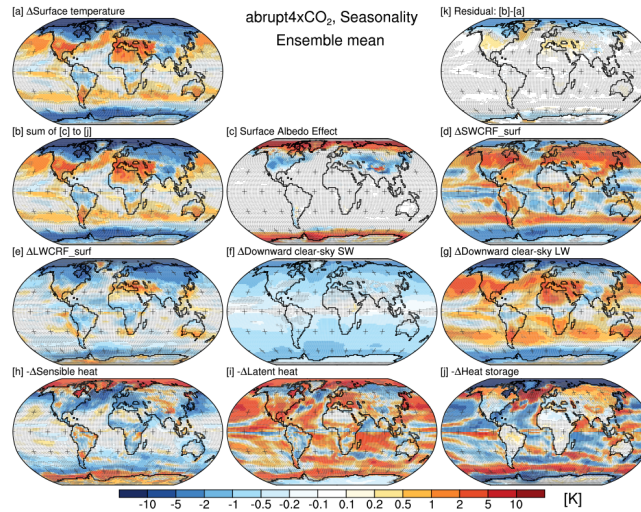 [a] ΔSurface temperature
abrupt4xCO2, Seasonality
Ensemble mean
[k] Residual: [b]-[a]
[b] sum of [c] to [j]
[c] Surface Albedo Effect
[d] ΔSWCRF_surf
[e] ΔLWCRF_surf
[f] ΔDownward clear-sky SW
[g] ΔDownward clear-sky LW
[h] -ΔSensible heat
[i] -ΔLatent heat
[j] -ΔHeat storage
-10 -5 -2 -1 -0.5 -0.2 -0.1 0.1 0.2 0.5 1 2 5 10 [K]